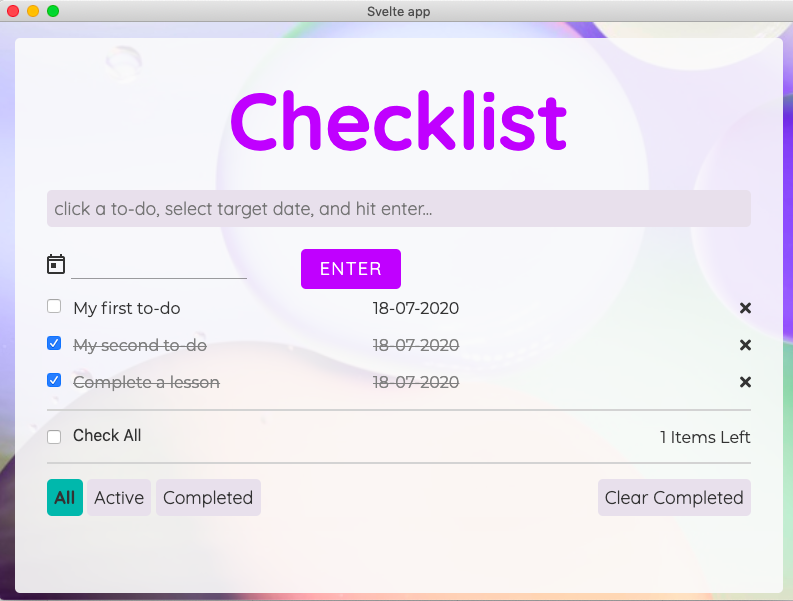 Svelte app
Checklist
click a to-do, select target date, and hit enter...
ENTER
My first to-do 18-07-2020
My second to-do 18-07-2020
Complete a lesson 18-07-2020
Check All 1 Items Left
All Active Completed Clear Completed